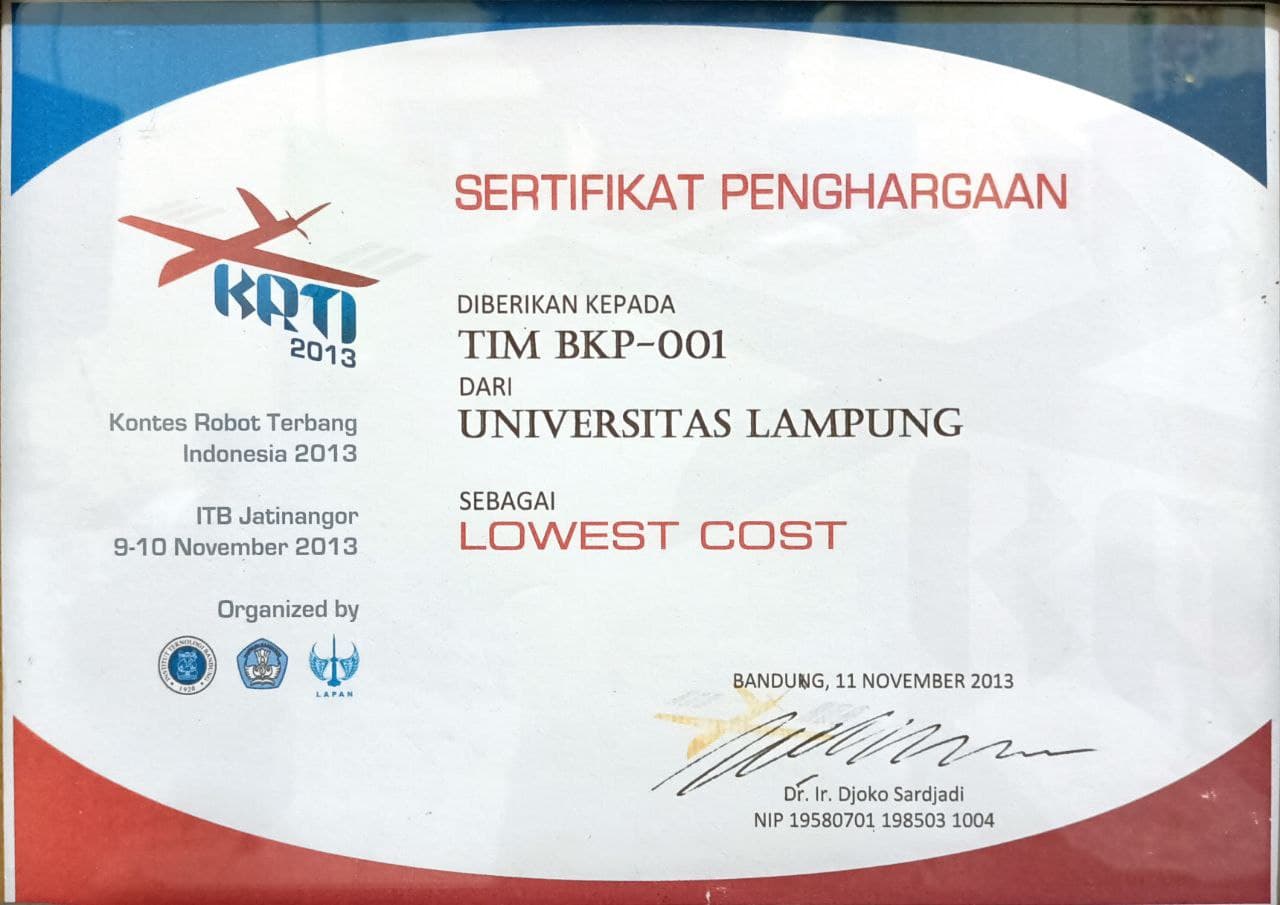 SERTIFIKAT PENGHARGAAN
KRTI
2013
DIBERIKAN KEPADA
TIM BKP-001
DARI
UNIVERSITAS LAMPUNG
SEBAGAI
LOWEST COST
Kontes Robot Terbang
Indonesia 2013
ITB Jatinangor
9-10 November 2013
Organized by
INSTITUT TEKNOLOGI BANDUNG
1920
LAPAN
BANDUNG, 11 NOVEMBER 2013
Dr. Ir. Djoko Sardjadi
NIP 19580701 198503 1004